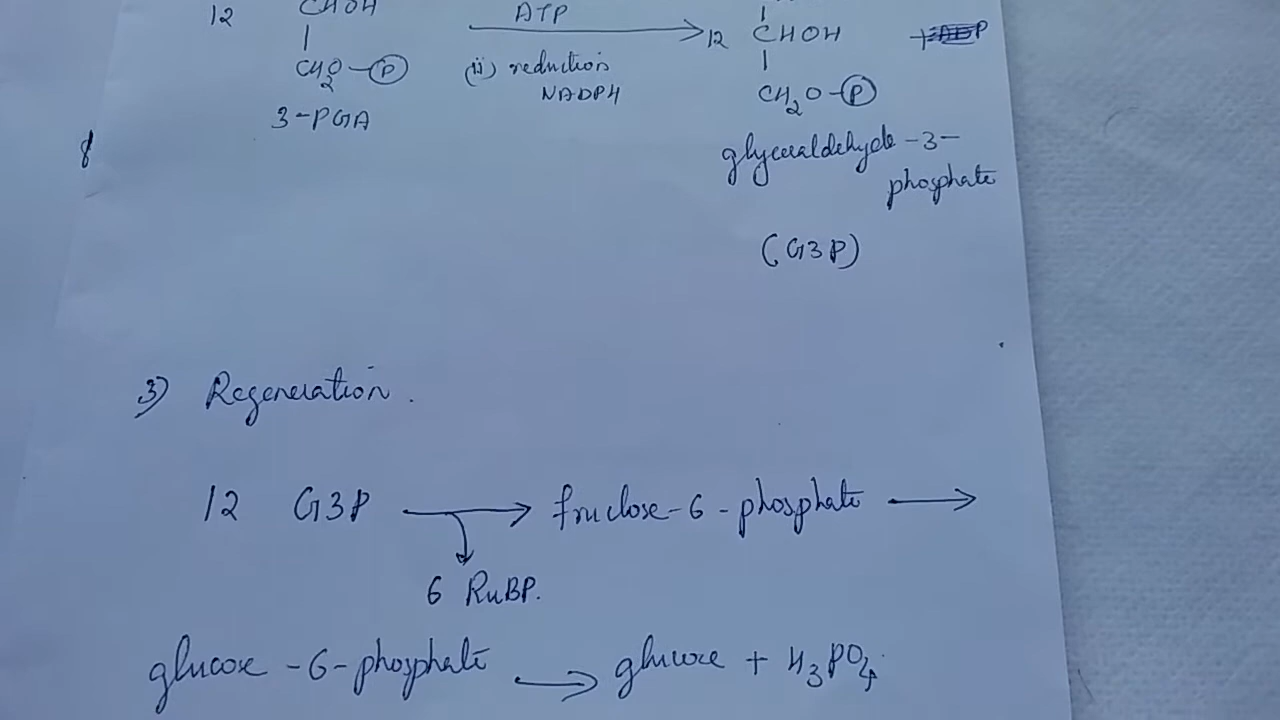 12 CHOH ATP 12 CHOH +
CH2O-P (ii) reduction CH2O-P
NADPH
3-PGA
glyceraldehyde-3-
phosphate
(G3P)
3) Regeneration.
12 G3P → fructose-6-phosphate →
6 RuBP.
glucose-6-phosphate → glucose + H3PO4.